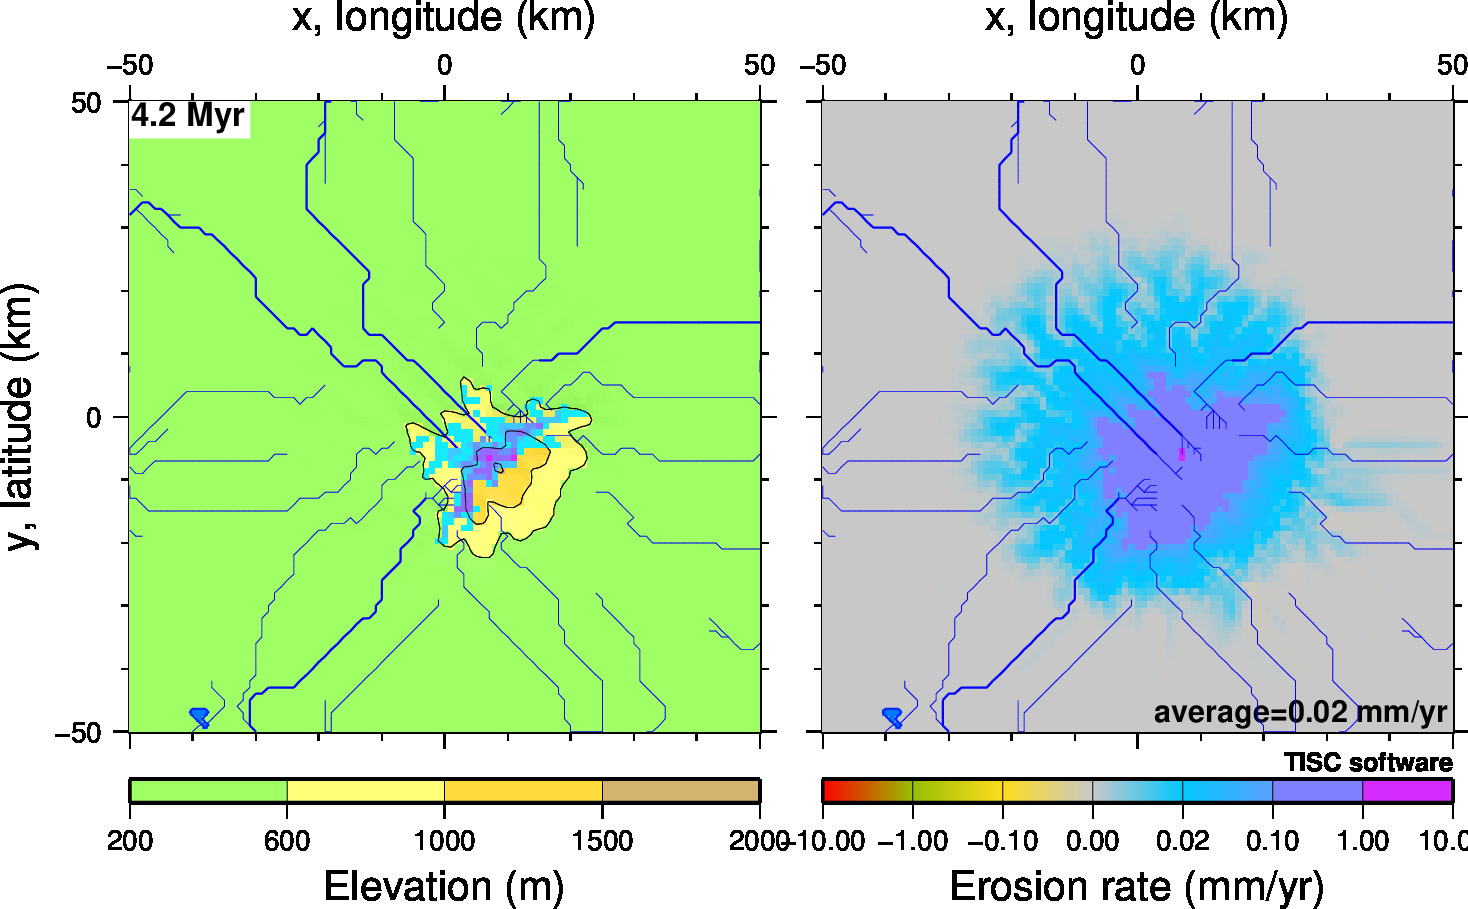 x, longitude (km) x, longitude (km)
−50 0 50 −50 0 50
50
4.2 Myr
y, latitude (km)
0
−50
average=0.02 mm/yr
TISC software
200 600 1000 1500 2000 −10.00 −1.00 −0.10 0.00 0.02 0.10 1.00 10.0
Elevation (m) Erosion rate (mm/yr)